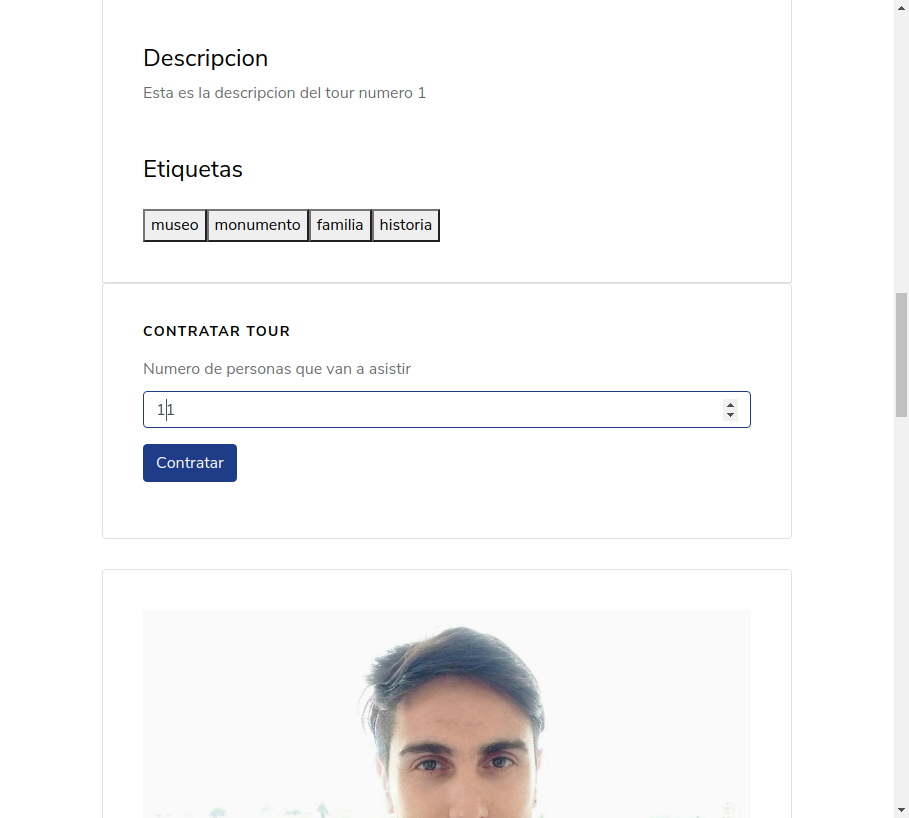 Descripcion
Esta es la descripcion del tour numero 1
Etiquetas
museo monumento familia historia
CONTRATAR TOUR
Numero de personas que van a asistir
11
Contratar